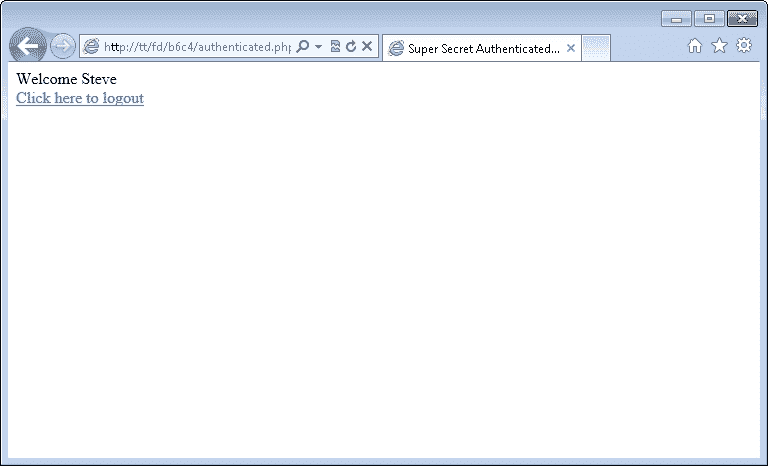 http://tt/fd/b6c4/authenticated.php
Super Secret Authenticated...
Welcome Steve
Click here to logout